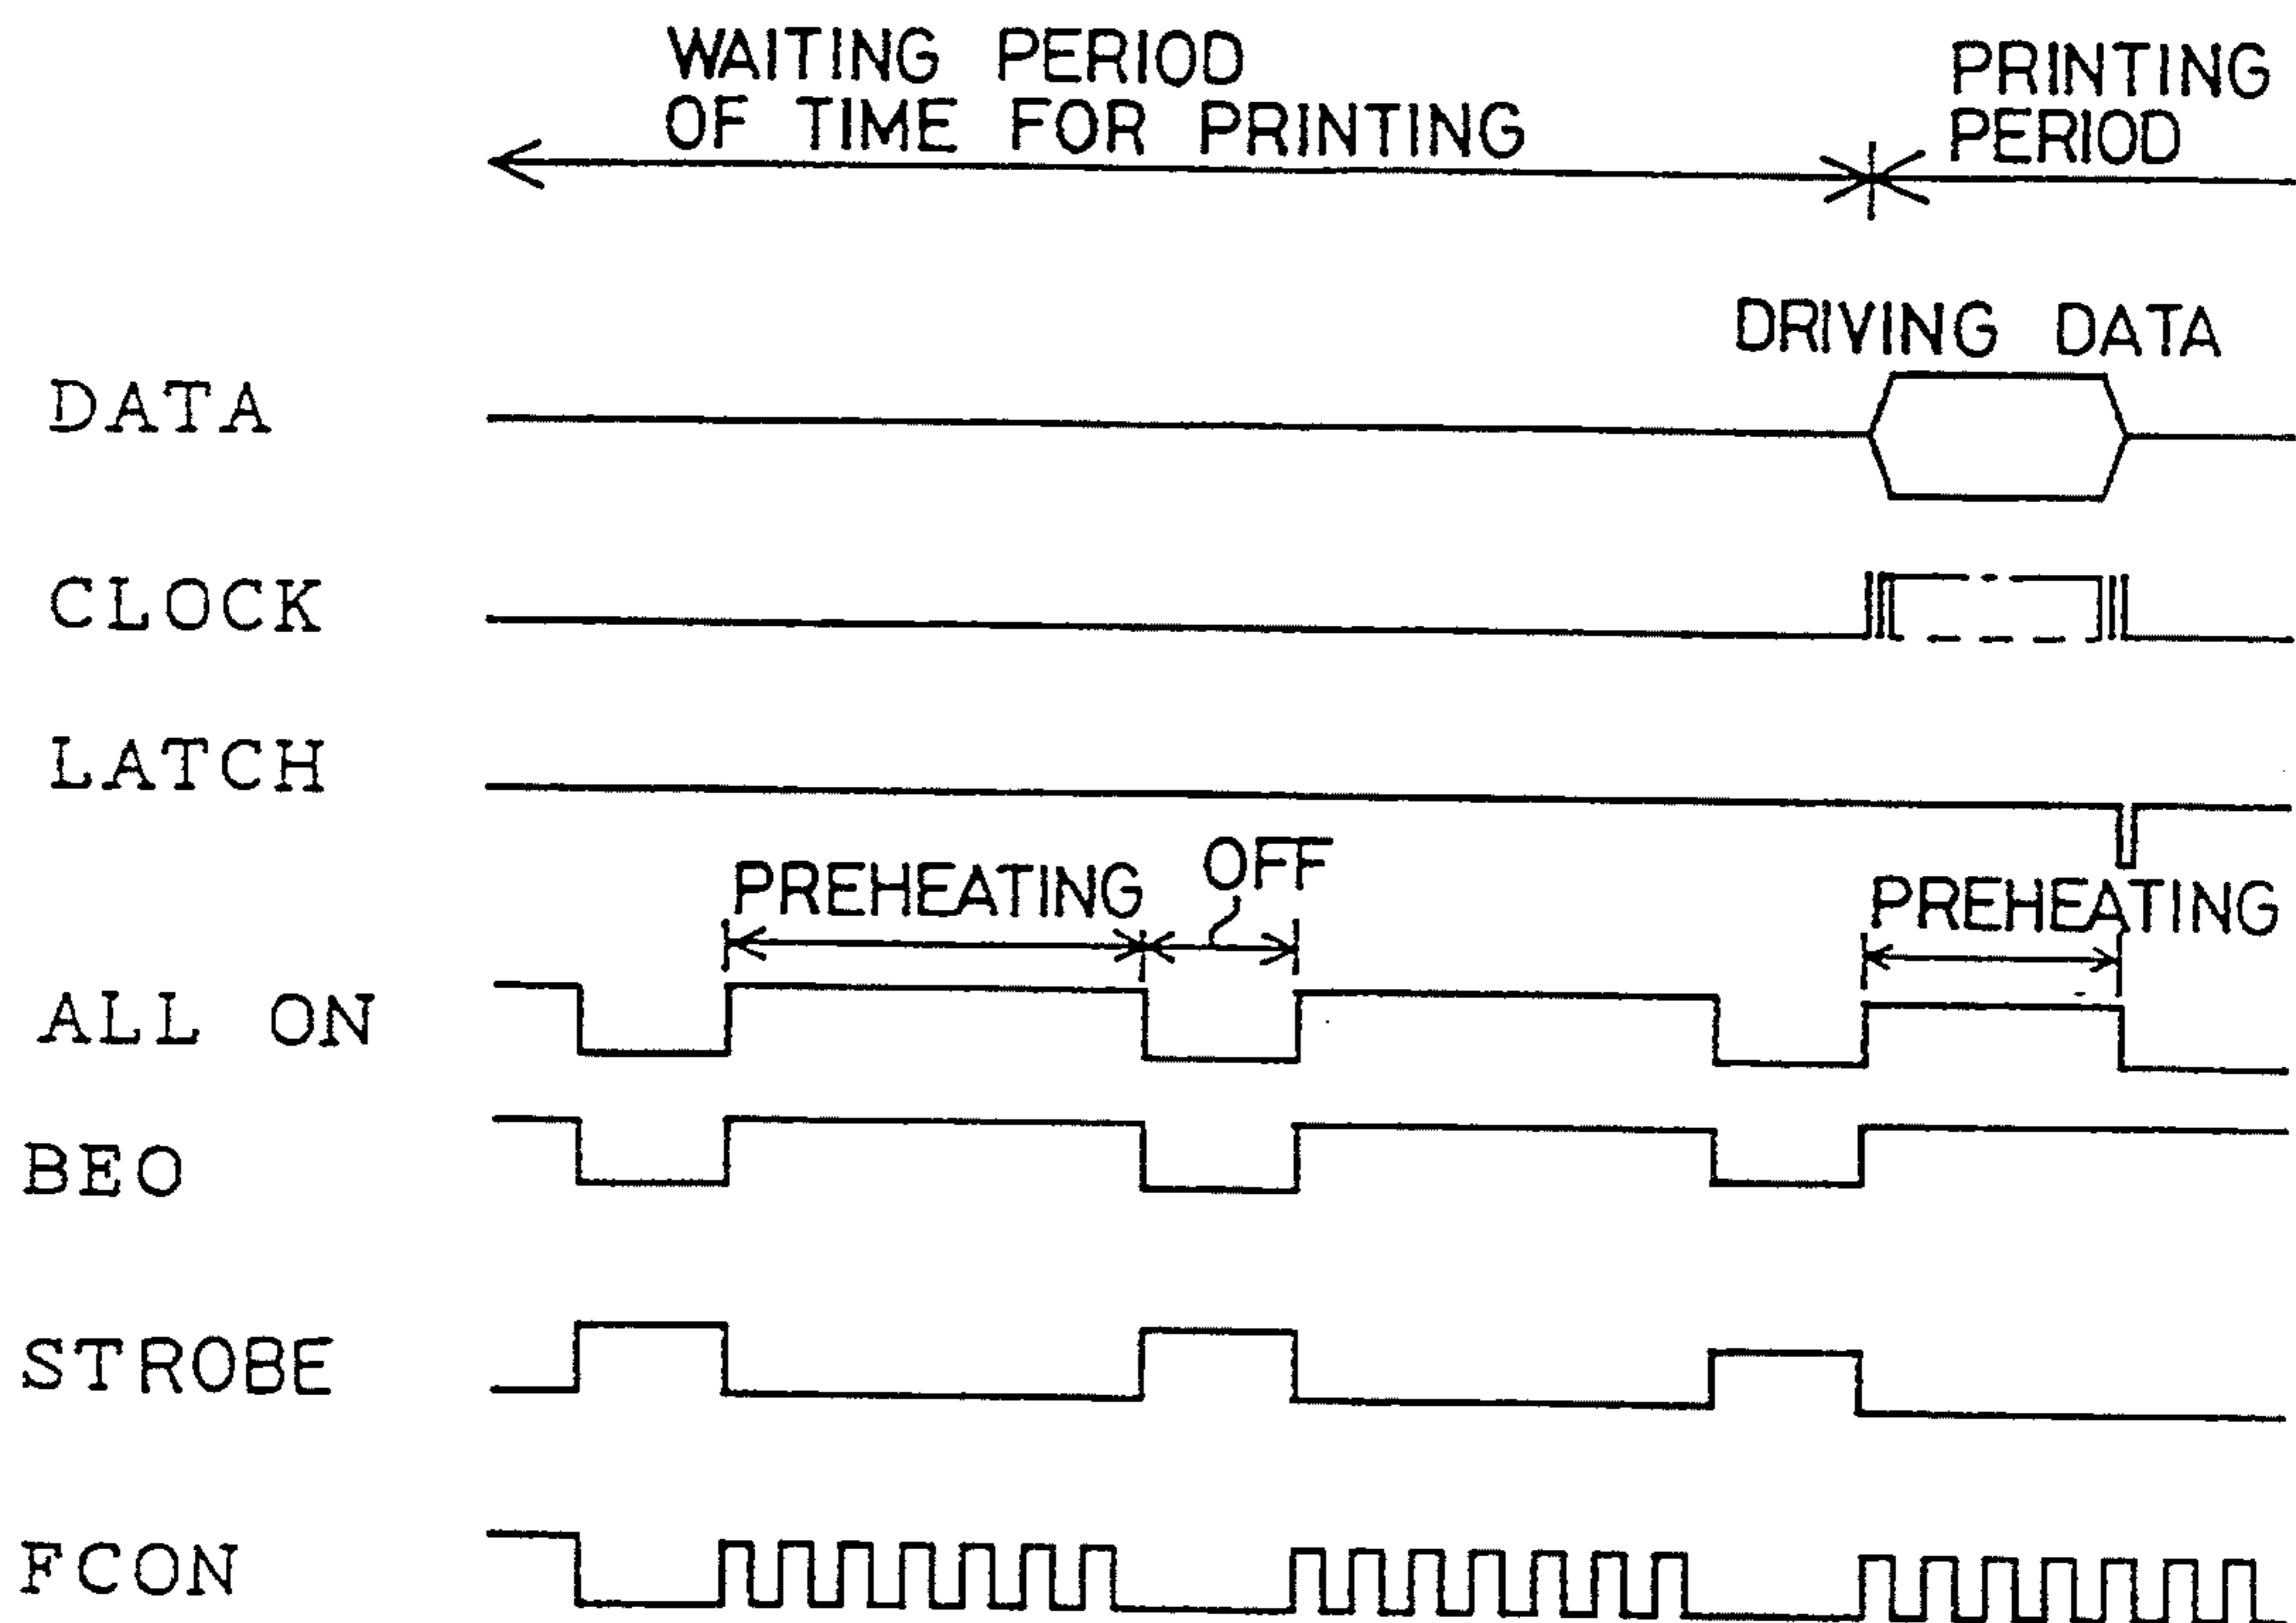 WAITING PERIOD
OF TIME FOR PRINTING
PRINTING
PERIOD
DRIVING DATA
DATA
CLOCK
LATCH
PREHEATING
OFF
PREHEATING
ALL ON
BEO
STROBE
FCON